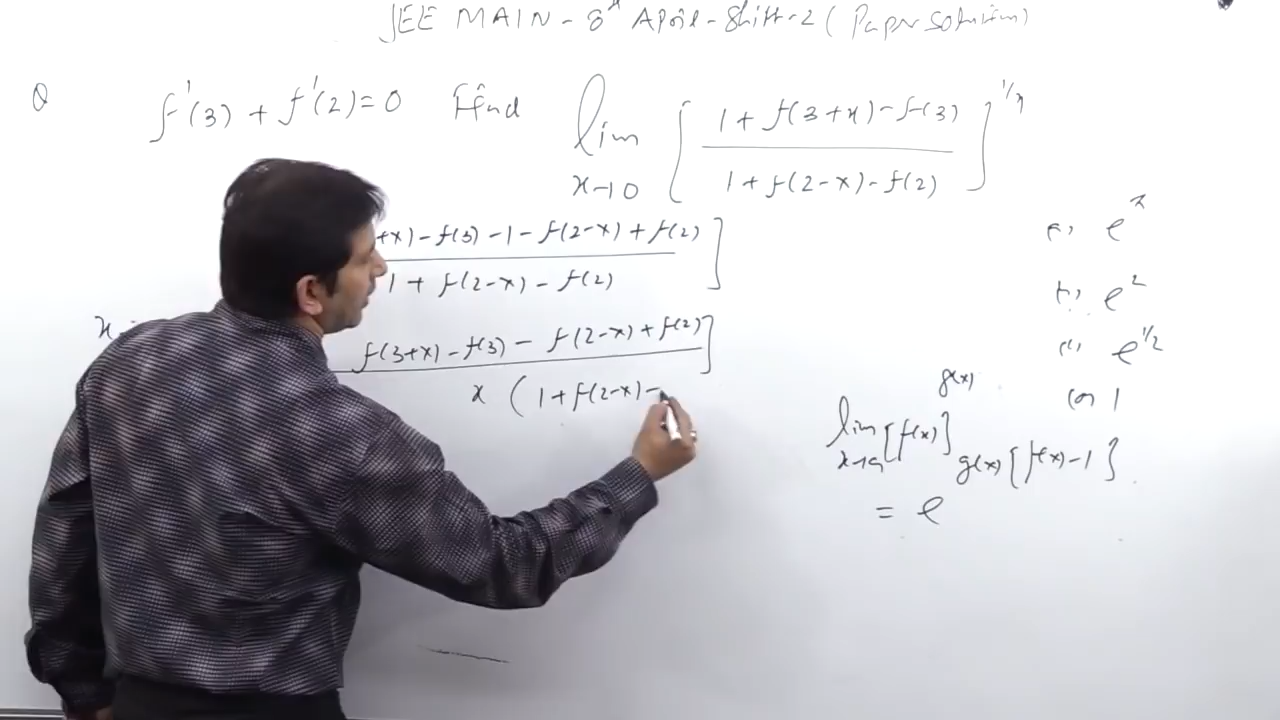 JEE MAIN - 8th April - Shift-2 (Paper solution)
Q f'(3) + f'(2) = 0 Find lim x→0 [ (1 + f(3+x) - f(3)) / (1 + f(2-x) - f(2)) ]^(1/x)
+x) - f(3) - 1 - f(2-x) + f(2) ]
1 + f(2-x) - f(2)
f(3+x) - f(3) - f(2-x) + f(2) ]
x ( 1 + f(2-x) -
e^x
e^2
e^(1/2)
1
lim x→a [f(x)]^g(x)
= e^g(x)[f(x)-1]